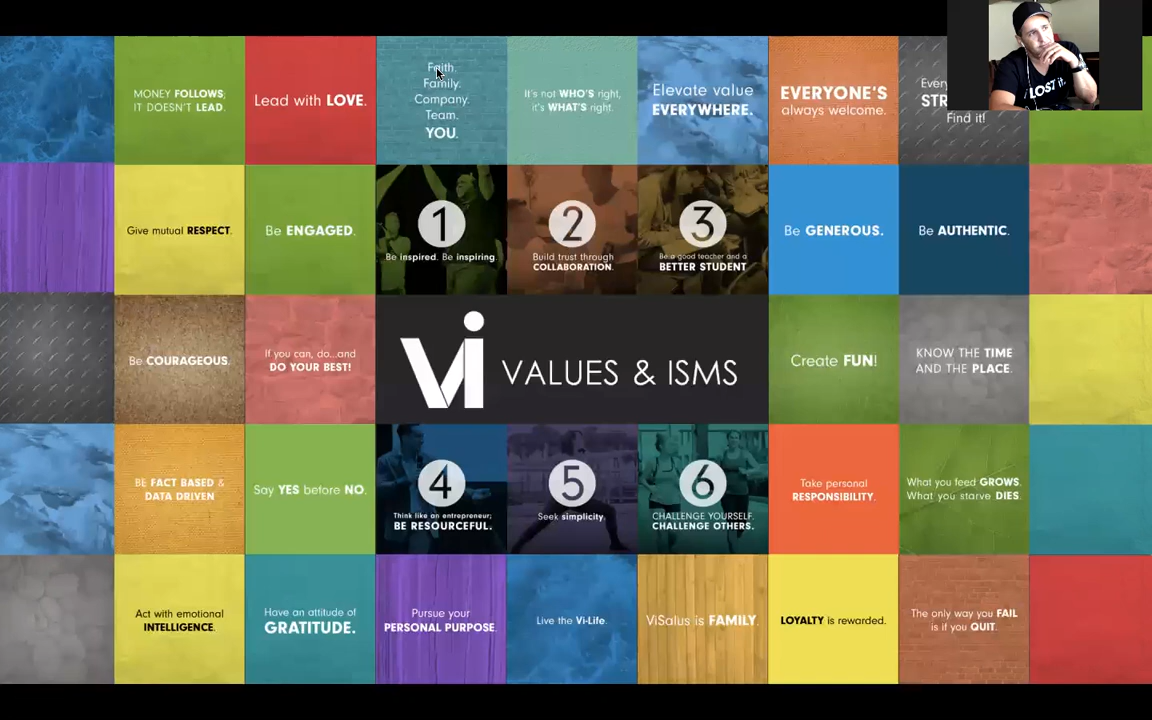 MONEY FOLLOWS;
IT DOESN'T LEAD.
Lead with LOVE.
Faith.
Family.
Company.
Team.
YOU.
It's not WHO'S right,
it's WHAT'S right.
Elevate value
EVERYWHERE.
EVERYONE'S
always welcome.
Find it!
LOST it.
Give mutual RESPECT.
Be ENGAGED.
1
Be inspired. Be inspiring.
2
Build trust through
COLLABORATION.
3
Be a good teacher and a
BETTER STUDENT
Be GENEROUS.
Be AUTHENTIC.
Be COURAGEOUS.
If you can, do...and
DO YOUR BEST!
Vi VALUES & ISMS
Create FUN!
KNOW THE TIME
AND THE PLACE.
BE FACT BASED &
DATA DRIVEN
Say YES before NO.
4
Think like an entrepreneur;
BE RESOURCEFUL.
5
Seek simplicity.
6
CHALLENGE YOURSELF.
CHALLENGE OTHERS.
Take personal
RESPONSIBILITY.
What you feed GROWS.
What you starve DIES.
Act with emotional
INTELLIGENCE.
Have an attitude of
GRATITUDE.
Pursue your
PERSONAL PURPOSE.
Live the Vi-Life.
ViSalus is FAMILY.
LOYALTY is rewarded.
The only way you FAIL
is if you QUIT.